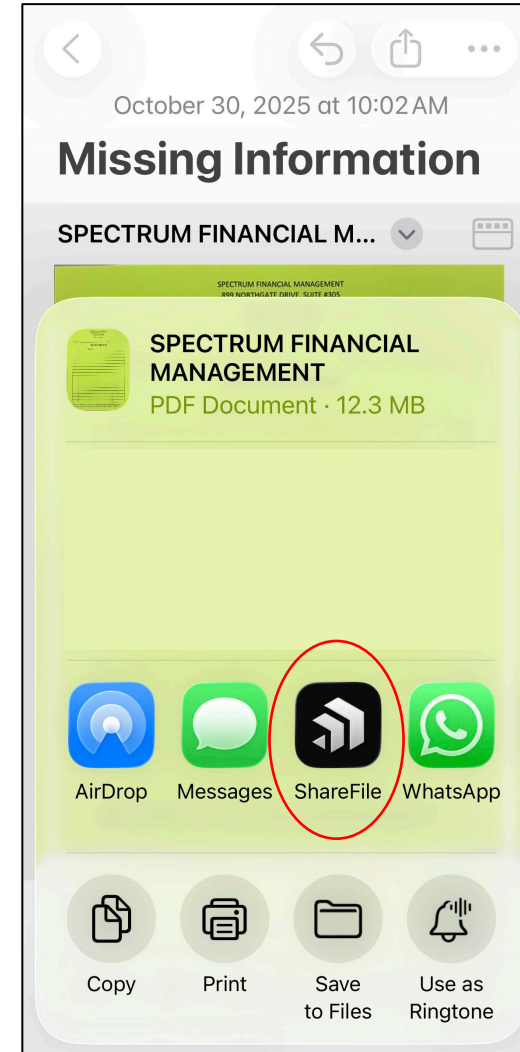 October 30, 2025 at 10:02 AM
Missing Information
SPECTRUM FINANCIAL M...
SPECTRUM FINANCIAL MANAGEMENT
899 NORTHGATE DRIVE, SUITE #305
SPECTRUM FINANCIAL
MANAGEMENT
PDF Document · 12.3 MB
AirDrop Messages ShareFile WhatsApp
Copy Print Save Use as
to Files Ringtone